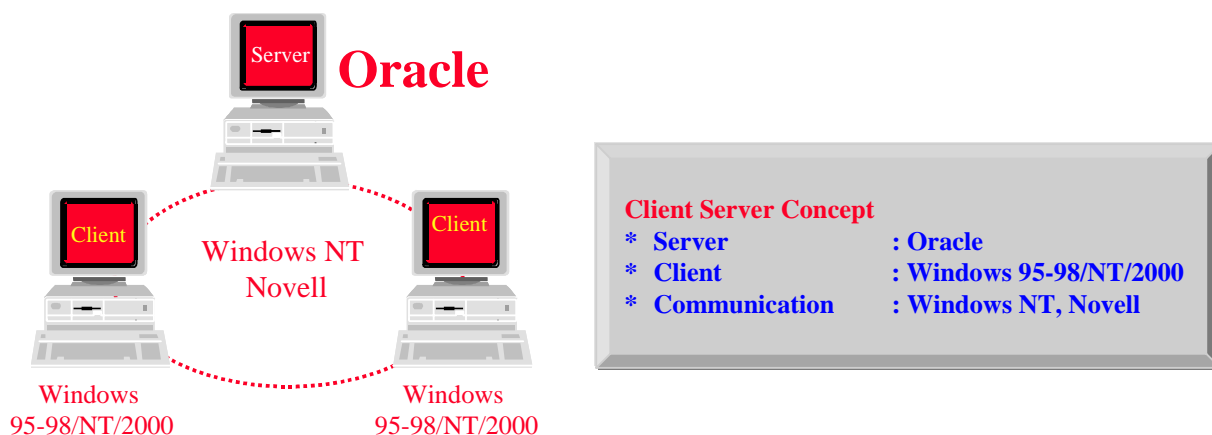 Server
Oracle
Client
Client
Windows NT
Novell
Windows
95-98/NT/2000
Windows
95-98/NT/2000
Client Server Concept
* Server : Oracle
* Client : Windows 95-98/NT/2000
* Communication : Windows NT, Novell